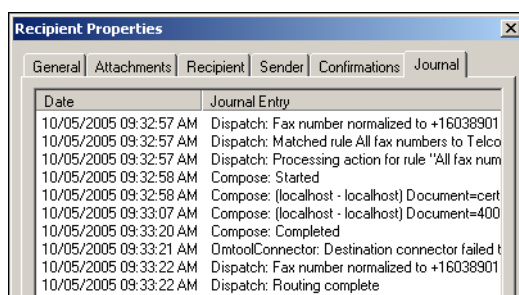 Recipient Properties
General Attachments Recipient Sender Confirmations Journal
Date Journal Entry
10/05/2005 09:32:57 AM Dispatch: Fax number normalized to +16038901
10/05/2005 09:32:57 AM Dispatch: Matched rule All fax numbers to Telco
10/05/2005 09:32:57 AM Dispatch: Processing action for rule "All fax num
10/05/2005 09:32:58 AM Compose: Started
10/05/2005 09:32:58 AM Compose: (localhost - localhost) Document=cert
10/05/2005 09:33:07 AM Compose: (localhost - localhost) Document=400
10/05/2005 09:33:20 AM Compose: Completed
10/05/2005 09:33:21 AM OmtoolConnector: Destination connector failed t
10/05/2005 09:33:22 AM Dispatch: Fax number normalized to +16038901
10/05/2005 09:33:22 AM Dispatch: Routing complete